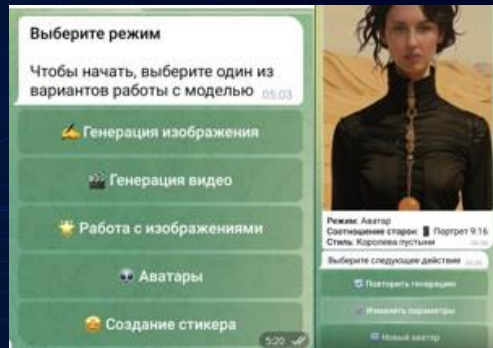 Выберите режим
Чтобы начать, выберите один из
вариантов работы с моделью 05:03
✍️ Генерация изображения
🎬 Генерация видео
🌟 Работа с изображениями
👽 Аватары
🤩 Создание стикера
5:20
Режим: Аватар
Соотношение сторон: Портрет 9:16
Стиль: Королева пустыни
Выберите следующее действие
Повторить генерацию
Изменить параметры
Новый аватар